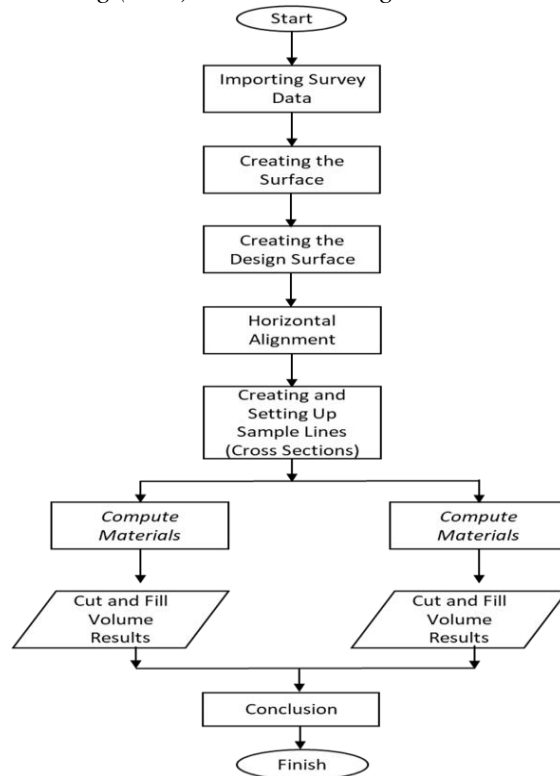 Start
Importing Survey
Data
Creating the
Surface
Creating the
Design Surface
Horizontal
Alignment
Creating and
Setting Up
Sample Lines
(Cross Sections)
Compute
Materials
Compute
Materials
Cut and Fill
Volume
Results
Cut and Fill
Volume
Results
Conclusion
Finish